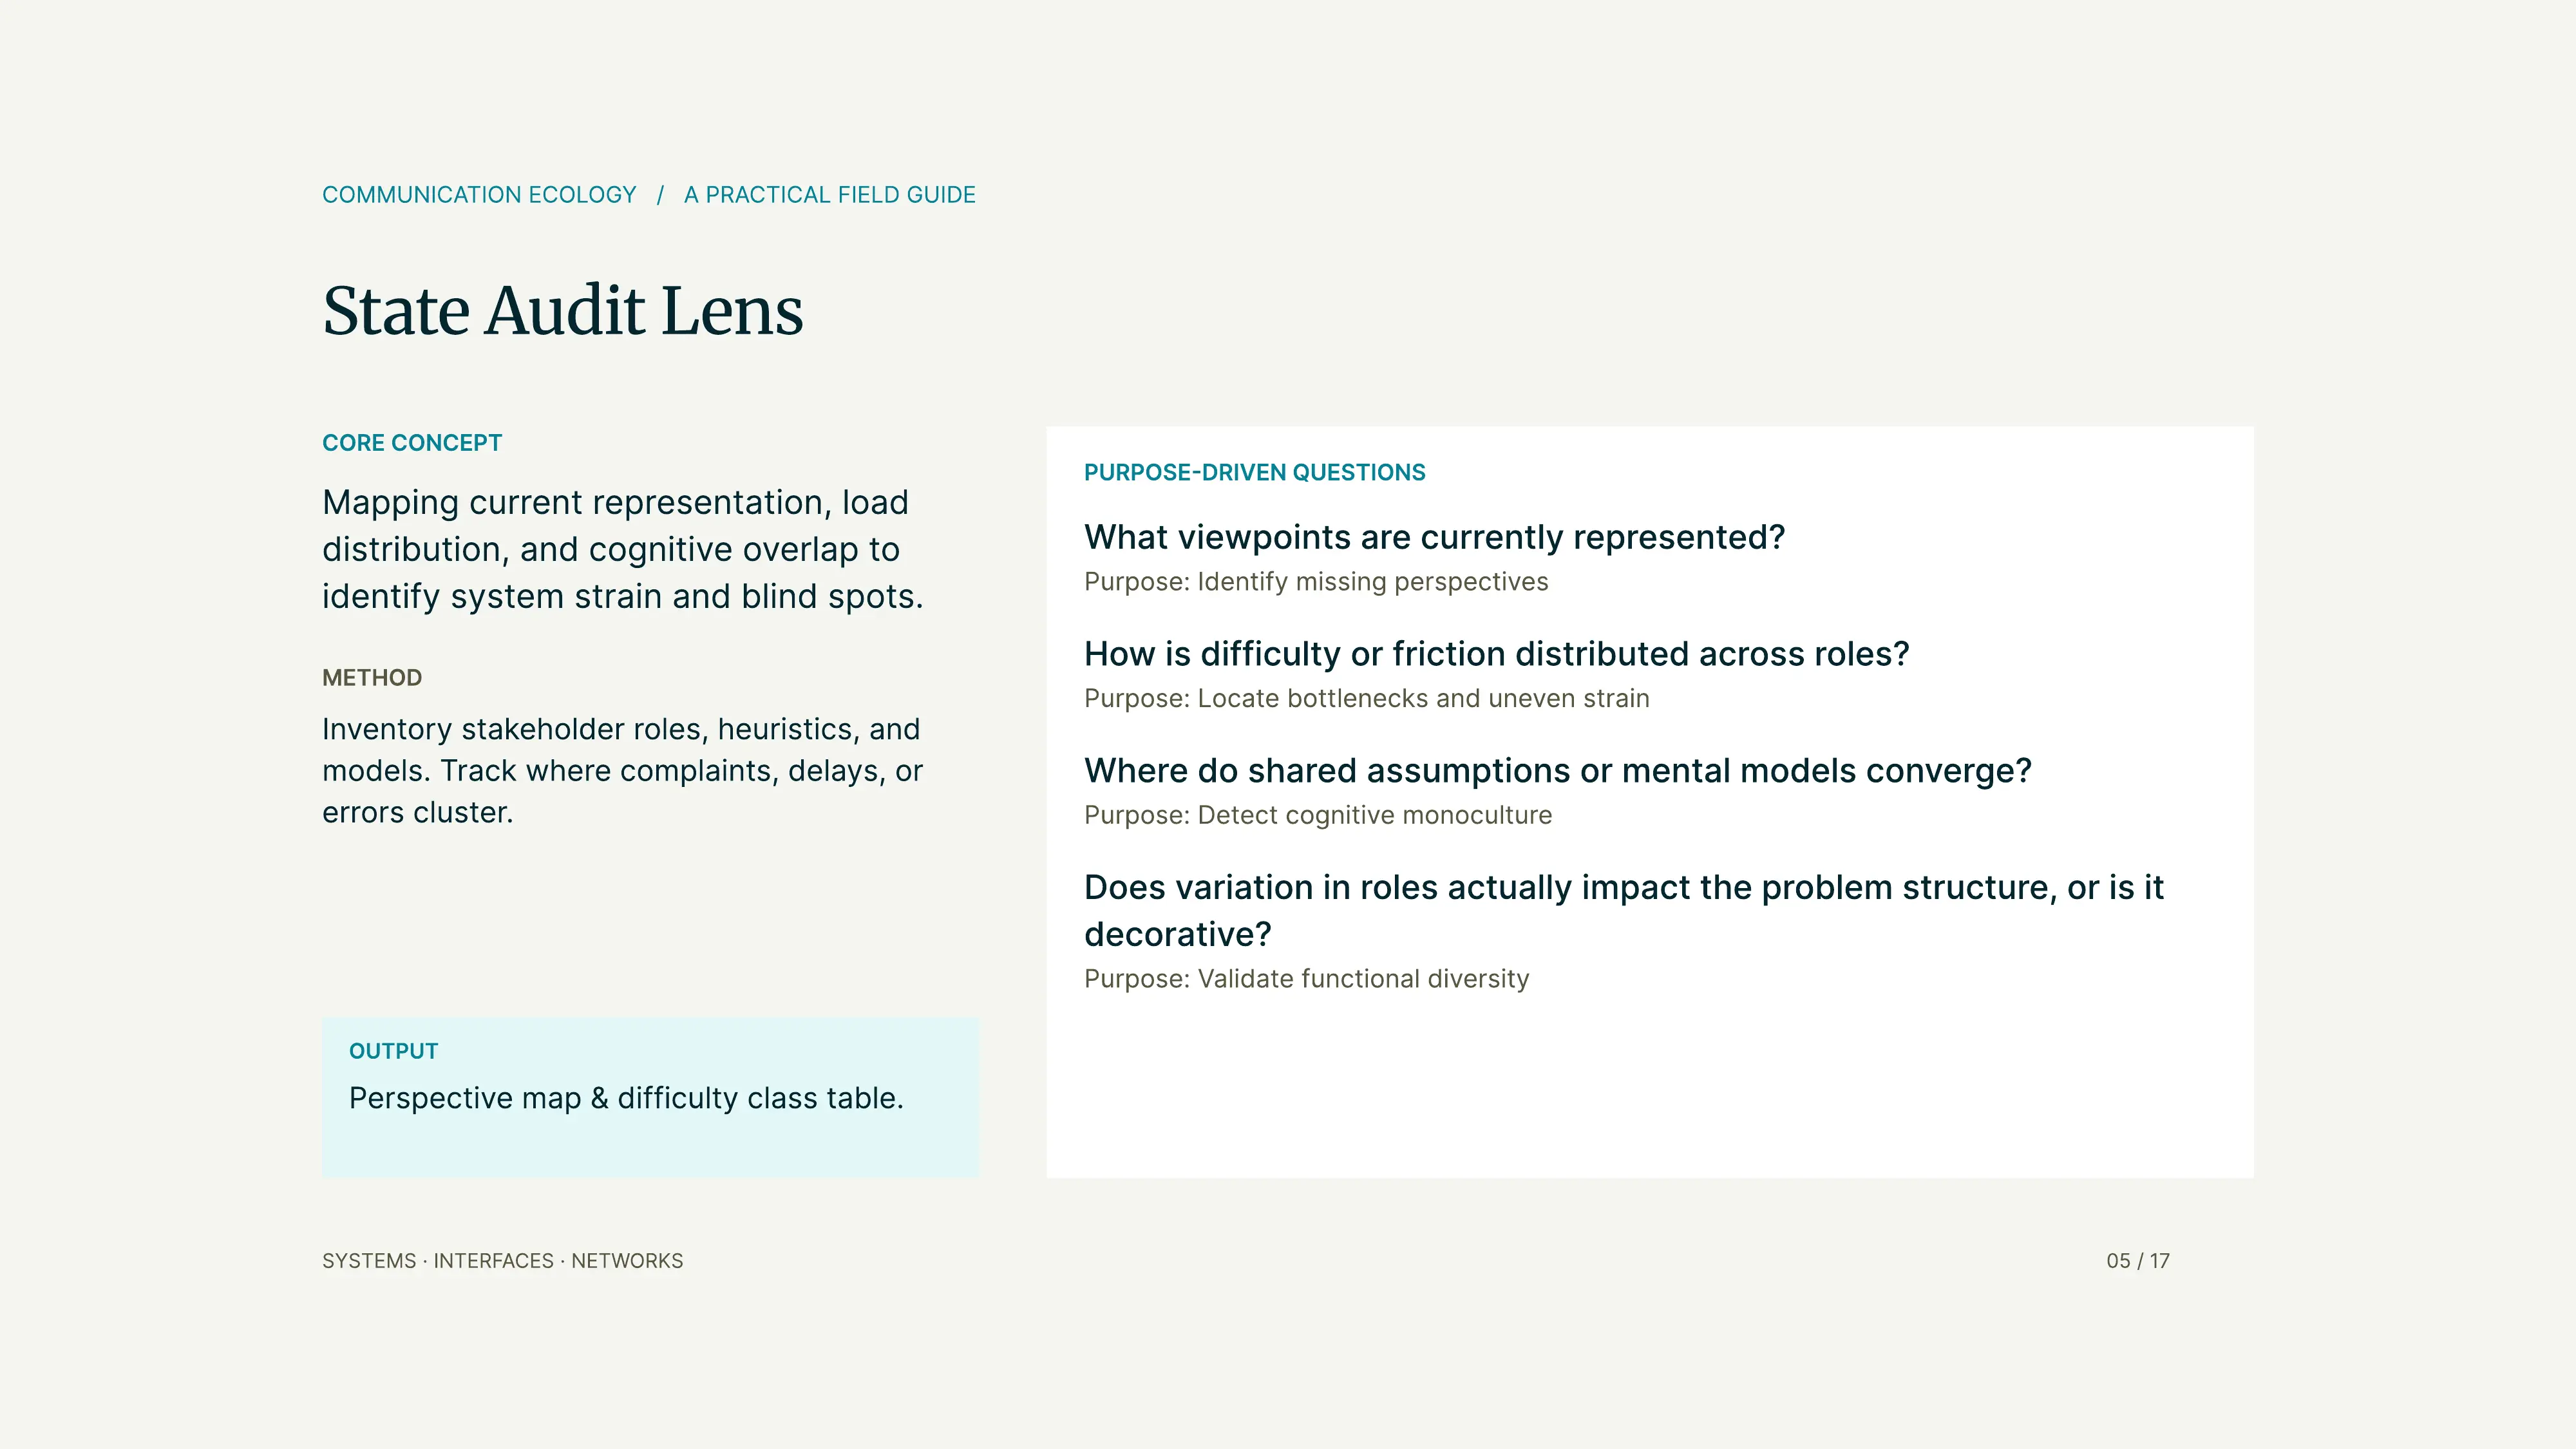 COMMUNICATION ECOLOGY / A PRACTICAL FIELD GUIDE
State Audit Lens
CORE CONCEPT
Mapping current representation, load
distribution, and cognitive overlap to
identify system strain and blind spots.
METHOD
Inventory stakeholder roles, heuristics, and
models. Track where complaints, delays, or
errors cluster.
OUTPUT
Perspective map & difficulty class table.
PURPOSE-DRIVEN QUESTIONS
What viewpoints are currently represented?
Purpose: Identify missing perspectives
How is difficulty or friction distributed across roles?
Purpose: Locate bottlenecks and uneven strain
Where do shared assumptions or mental models converge?
Purpose: Detect cognitive monoculture
Does variation in roles actually impact the problem structure, or is it
decorative?
Purpose: Validate functional diversity
SYSTEMS · INTERFACES · NETWORKS
05 / 17